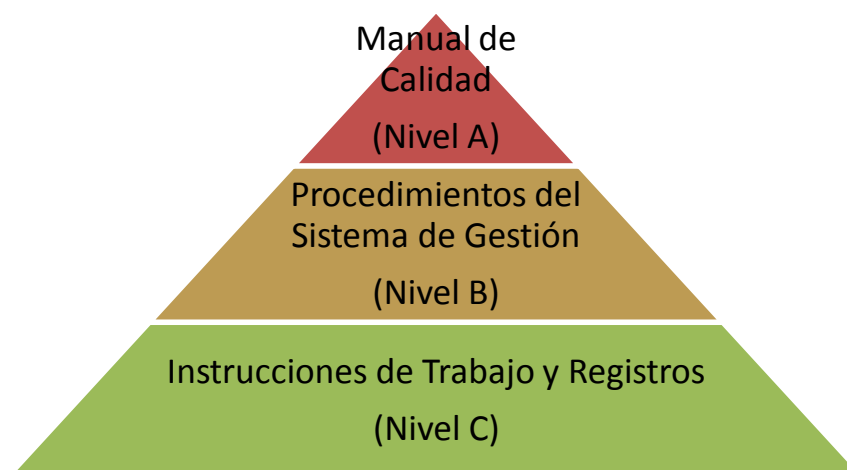 Manual de
Calidad
(Nivel A)
Procedimientos del
Sistema de Gestión
(Nivel B)
Instrucciones de Trabajo y Registros
(Nivel C)